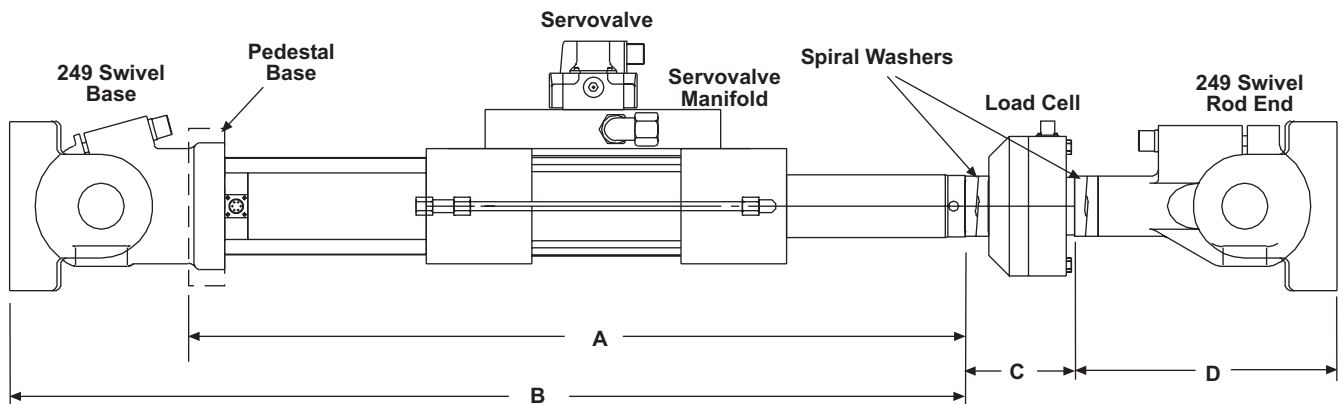 Servovalve
Pedestal
Base
249 Swivel
Base
Servovalve
Manifold
Spiral Washers
Load Cell
249 Swivel
Rod End
A
C
D
B